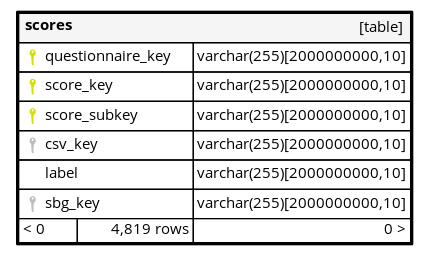 scores [table]
questionnaire_key varchar(255)[2000000000,10]
score_key varchar(255)[2000000000,10]
score_subkey varchar(255)[2000000000,10]
csv_key varchar(255)[2000000000,10]
label varchar(255)[2000000000,10]
sbg_key varchar(255)[2000000000,10]
< 0 4,819 rows 0 >